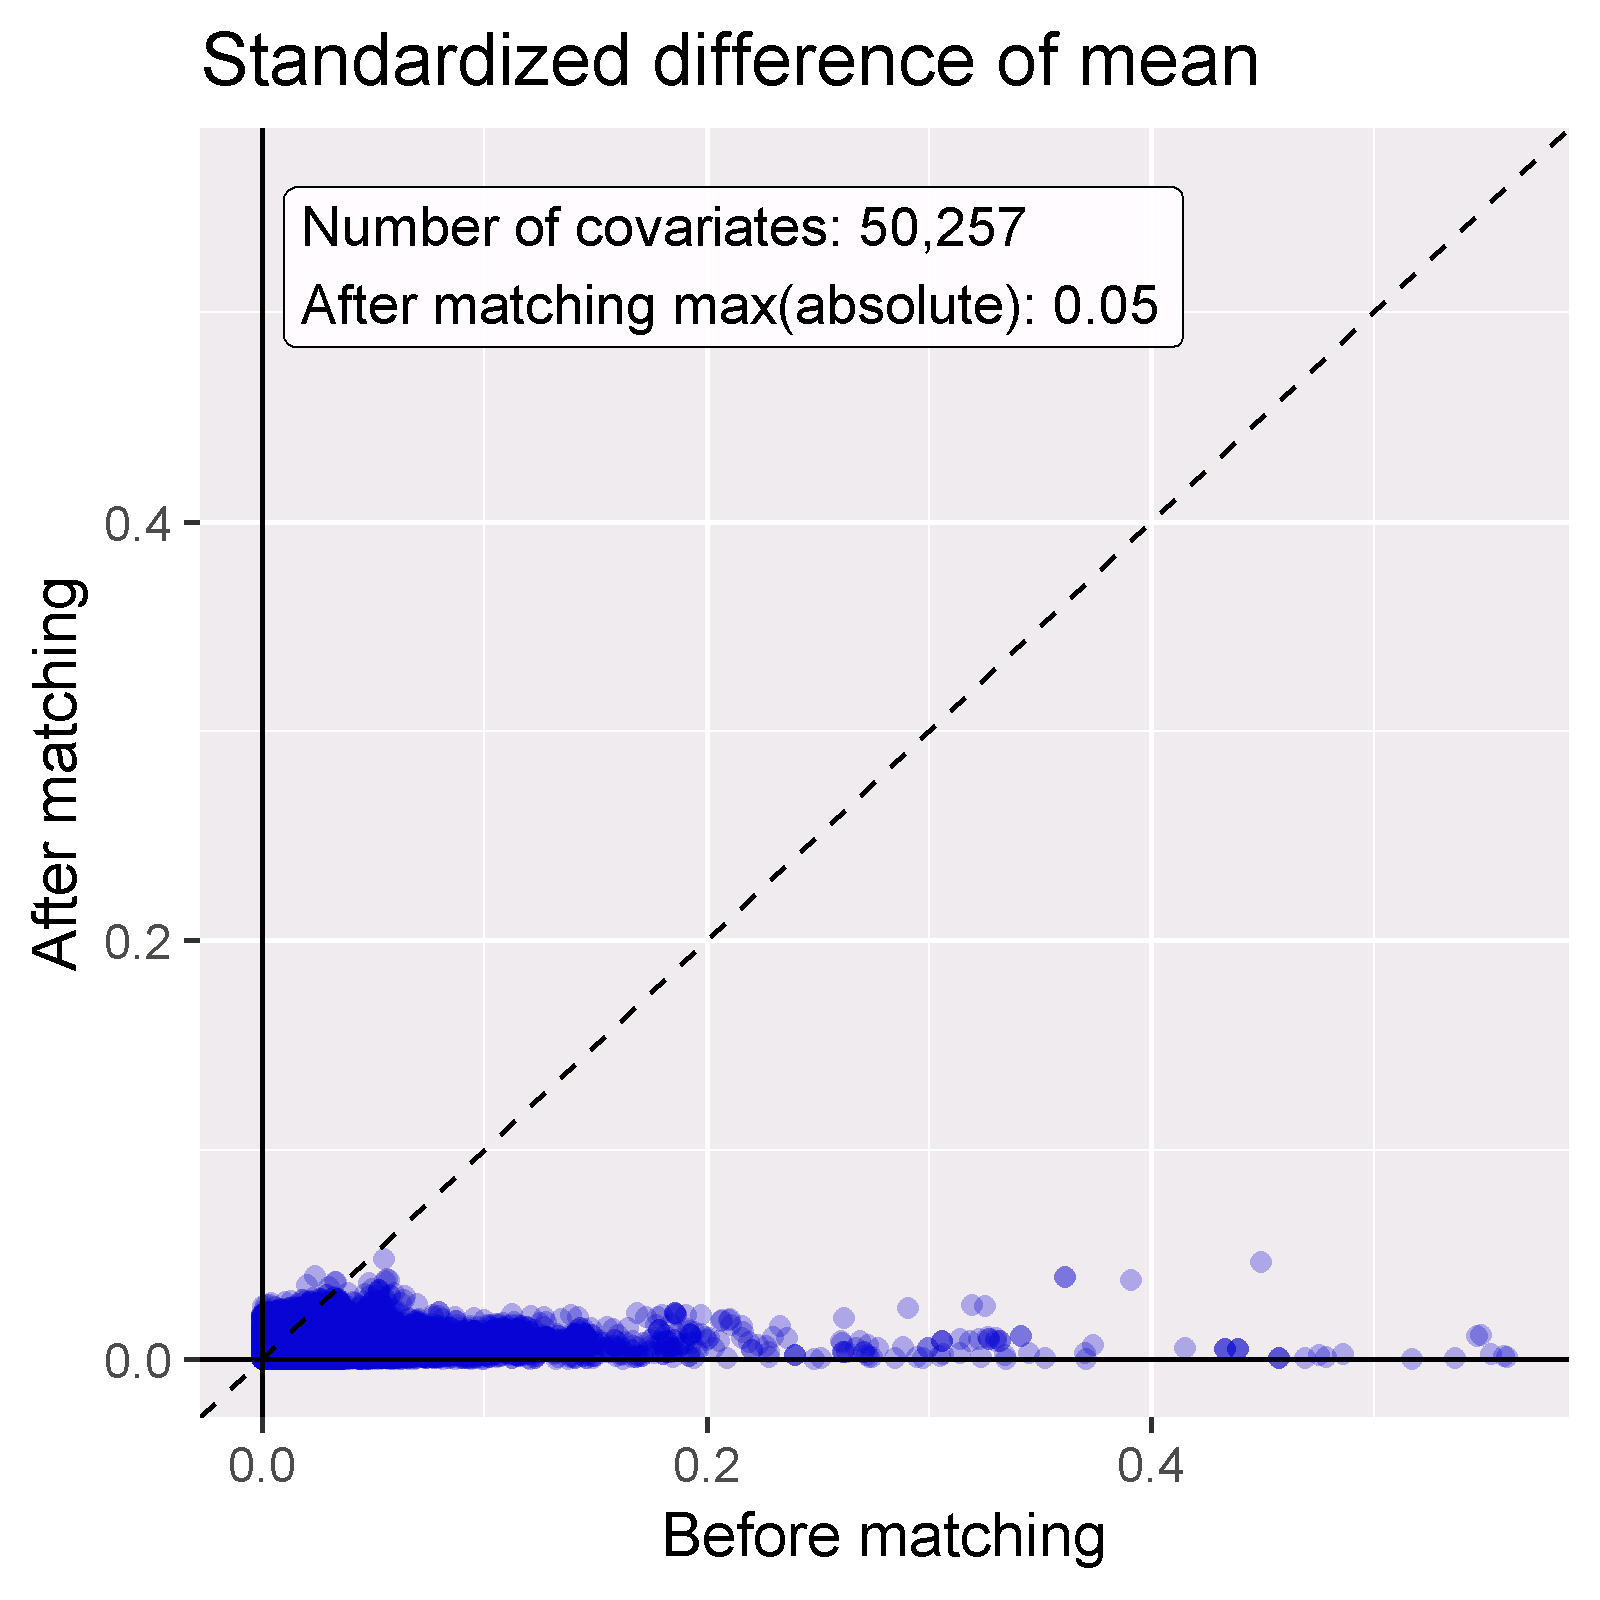 Standardized difference of mean
Number of covariates: 50,257
After matching max(absolute): 0.05
After matching
0.4
0.2
0.0
0.0
0.2
0.4
Before matching